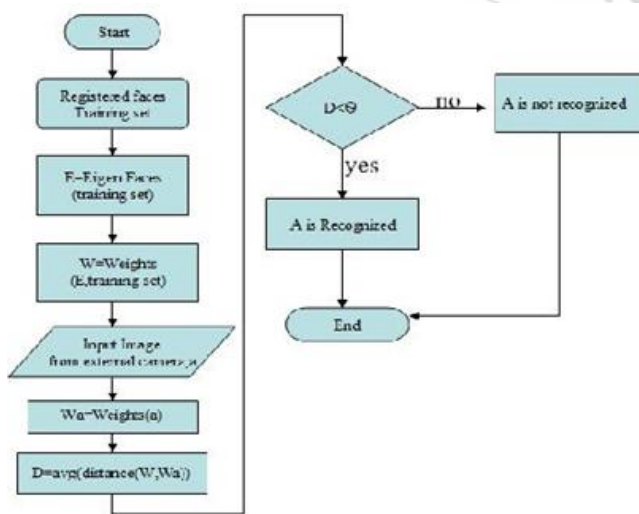 Start
Registered faces
Training set
E=Eigen Faces
(training set)
W=Weights
(E,training set)
Input Image
from external camera,a
Wa=Weights(a)
D=avg(distance(W,Wa))
D<Θ
no
yes
A is not recognized
A is Recognized
End